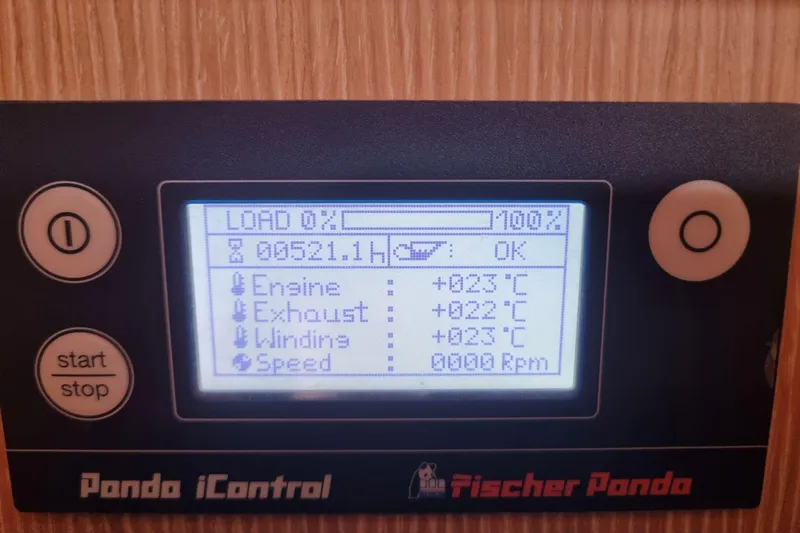 LOAD 0% 100%
00521.1h : OK
Engine : +023°C
Exhaust : +022°C
Winding : +023°C
Speed : 0000 Rpm
start
stop
Panda iControl
Fischer Panda